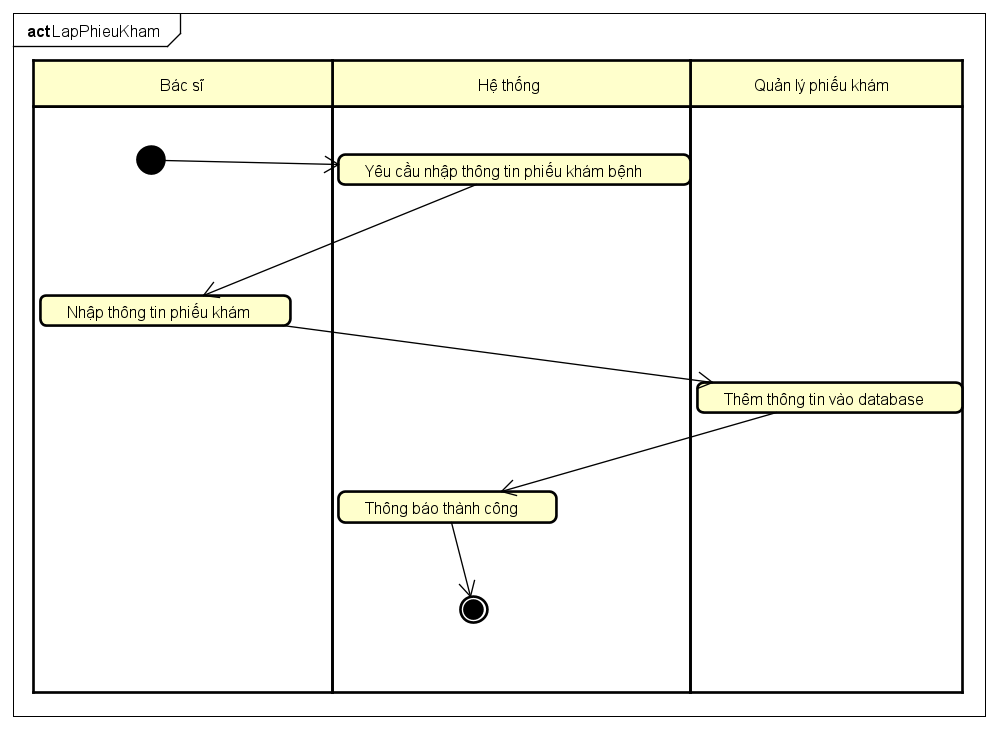 act LapPhieuKham
Bác sĩ
Hệ thống
Quản lý phiếu khám
Yêu cầu nhập thông tin phiếu khám bệnh
Nhập thông tin phiếu khám
Thêm thông tin vào database
Thông báo thành công